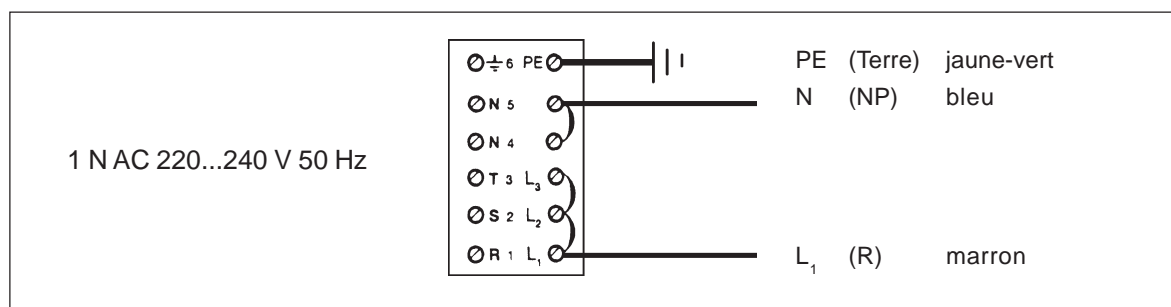 ⏚ 6 PE
PE (Terre) jaune-vert
N 5
N (NP) bleu
N 4
1 N AC 220...240 V 50 Hz
T 3 L₃
S 2 L₂
R 1 L₁
L₁ (R) marron